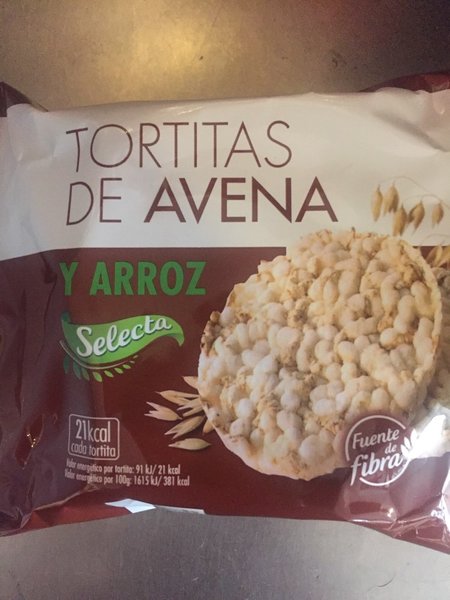 TORTITAS
DE AVENA
Y ARROZ
Selecta
21kcal
cada tortita
Valor energético por tortita: 91 kJ/ 21 kcal
Valor energético por 100g: 1615 kJ/ 381 kcal
Fuente
de
fibra